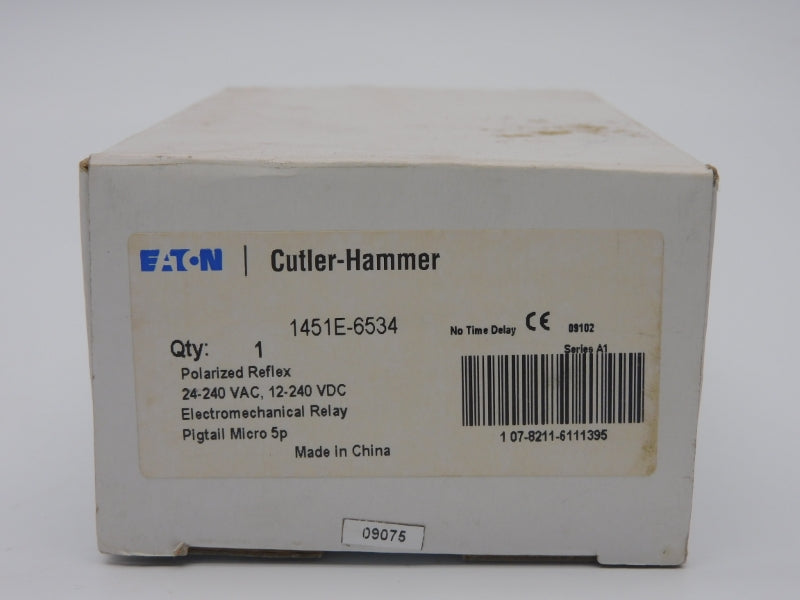 EATON | Cutler-Hammer
1451E-6534
No Time Delay CE 09102
Qty: 1
Series A1
Polarized Reflex
24-240 VAC, 12-240 VDC
Electromechanical Relay
Pigtail Micro 5p
1 07-8211-6111395
Made in China
09075